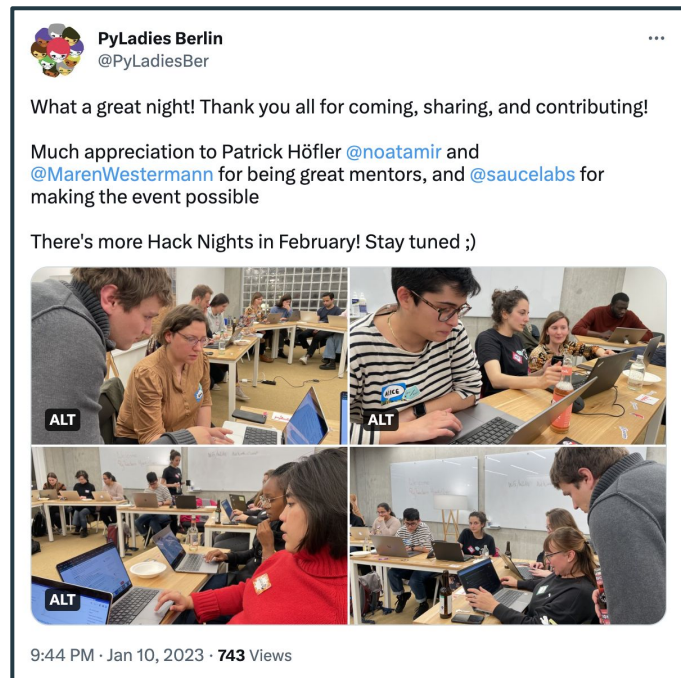 PyLadies Berlin
@PyLadiesBer
What a great night! Thank you all for coming, sharing, and contributing!
Much appreciation to Patrick Höfler @noatamir and
@MarenWestermann for being great mentors, and @saucelabs for
making the event possible
There's more Hack Nights in February! Stay tuned ;)
ALT
ALICE
ALT
ALT
9:44 PM · Jan 10, 2023 · 743 Views